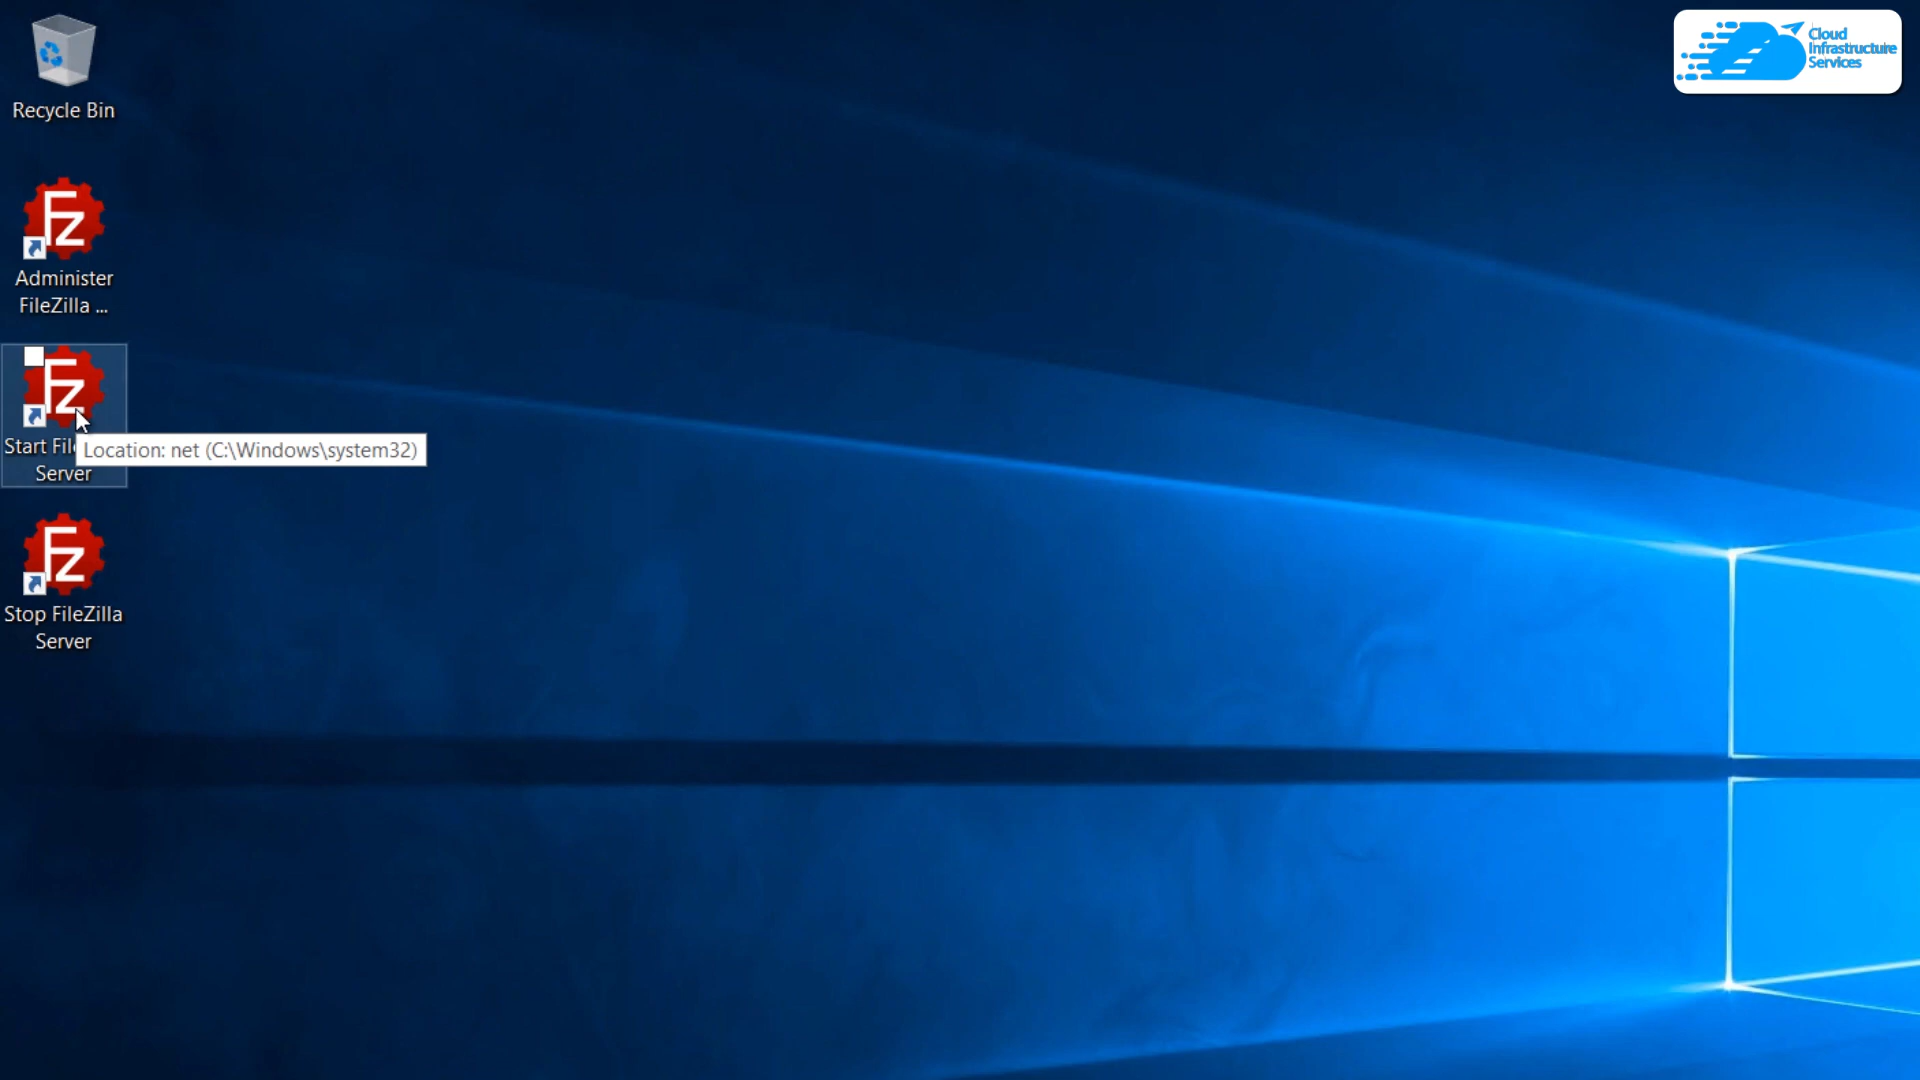 Recycle Bin
Cloud
Infrastructure
Services
Administer
FileZilla ...
Start Fil
Server
Location: net (C:\Windows\system32)
Stop FileZilla
Server